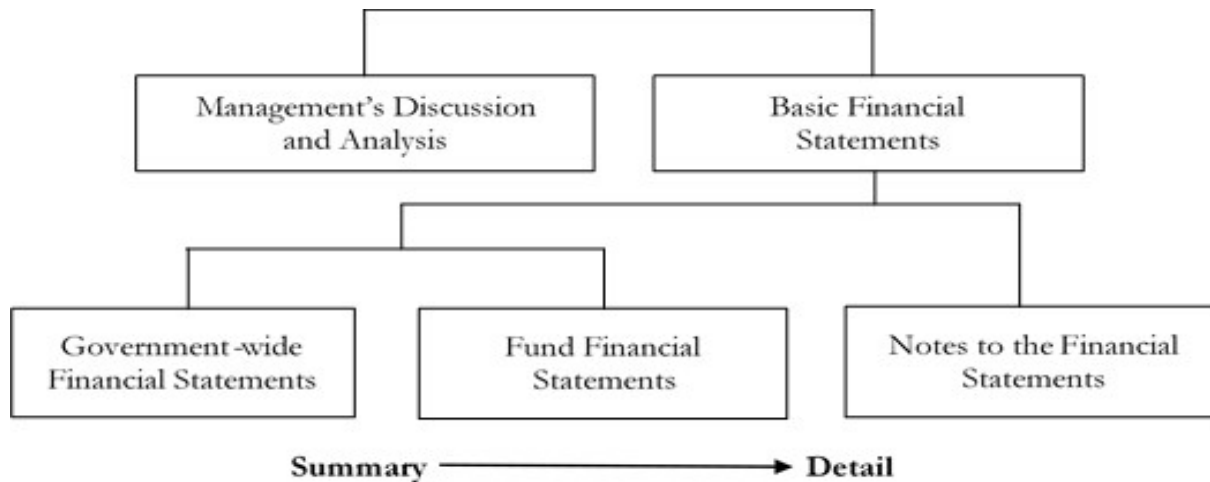 Management's Discussion
and Analysis
Basic Financial
Statements
Government-wide
Financial Statements
Fund Financial
Statements
Notes to the Financial
Statements
Summary
Detail